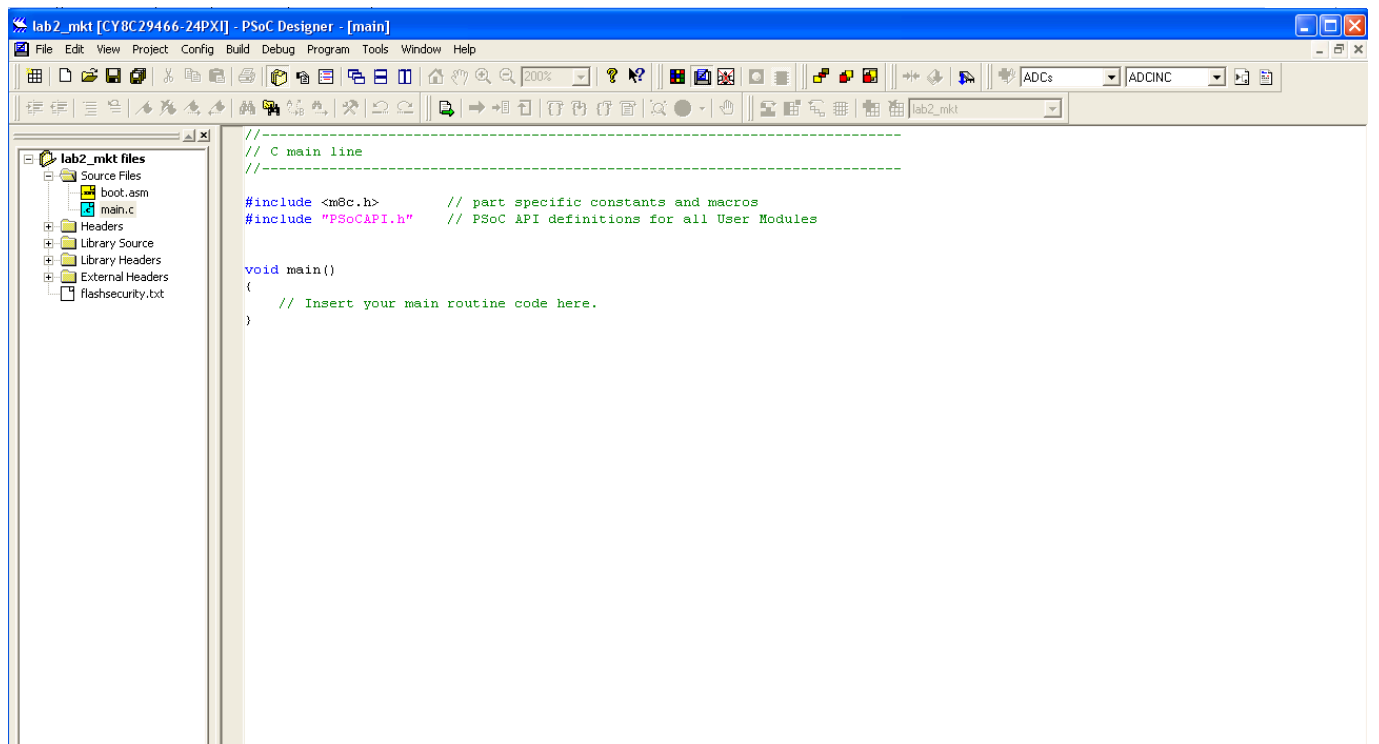 lab2_mkt [CY8C29466-24PXI] - PSoC Designer - [main]
File Edit View Project Config Build Debug Program Tools Window Help
200% ADCs ADCINC
lab2_mkt
lab2_mkt files
Source Files
boot.asm
main.c
Headers
Library Source
Library Headers
External Headers
flashsecurity.txt
//----------------------------------------------------------------------------
// C main line
//----------------------------------------------------------------------------
#include <m8c.h>        // part specific constants and macros
#include "PSoCAPI.h"    // PSoC API definitions for all User Modules
void main()
{
    // Insert your main routine code here.
}